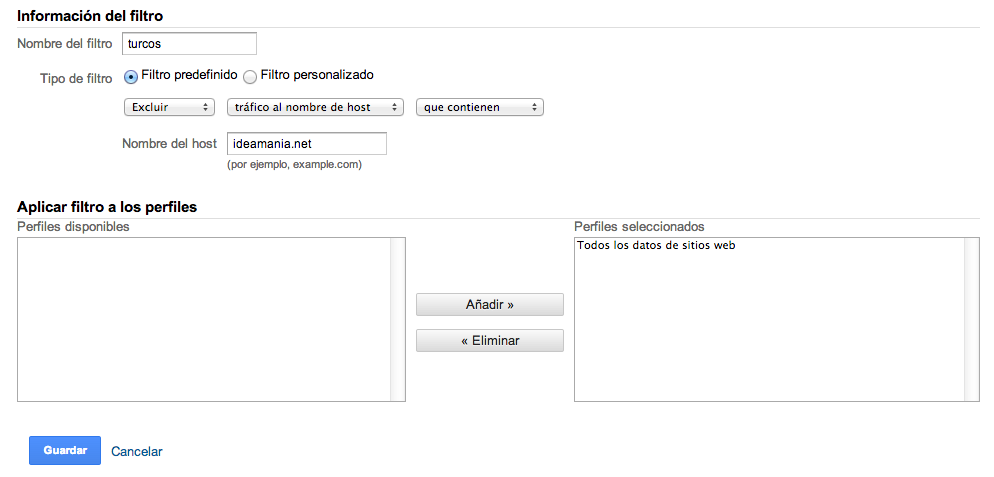 Información del filtro
Nombre del filtro turcos
Tipo de filtro Filtro predefinido Filtro personalizado
Excluir tráfico al nombre de host que contienen
Nombre del host ideamania.net
(por ejemplo, example.com)
Aplicar filtro a los perfiles
Perfiles disponibles Perfiles seleccionados
Todos los datos de sitios web
Añadir »
« Eliminar
Guardar Cancelar